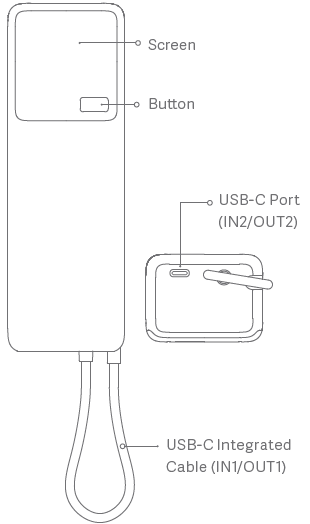 Screen
Button
USB-C Port
(IN2/OUT2)
USB-C Integrated
Cable (IN1/OUT1)